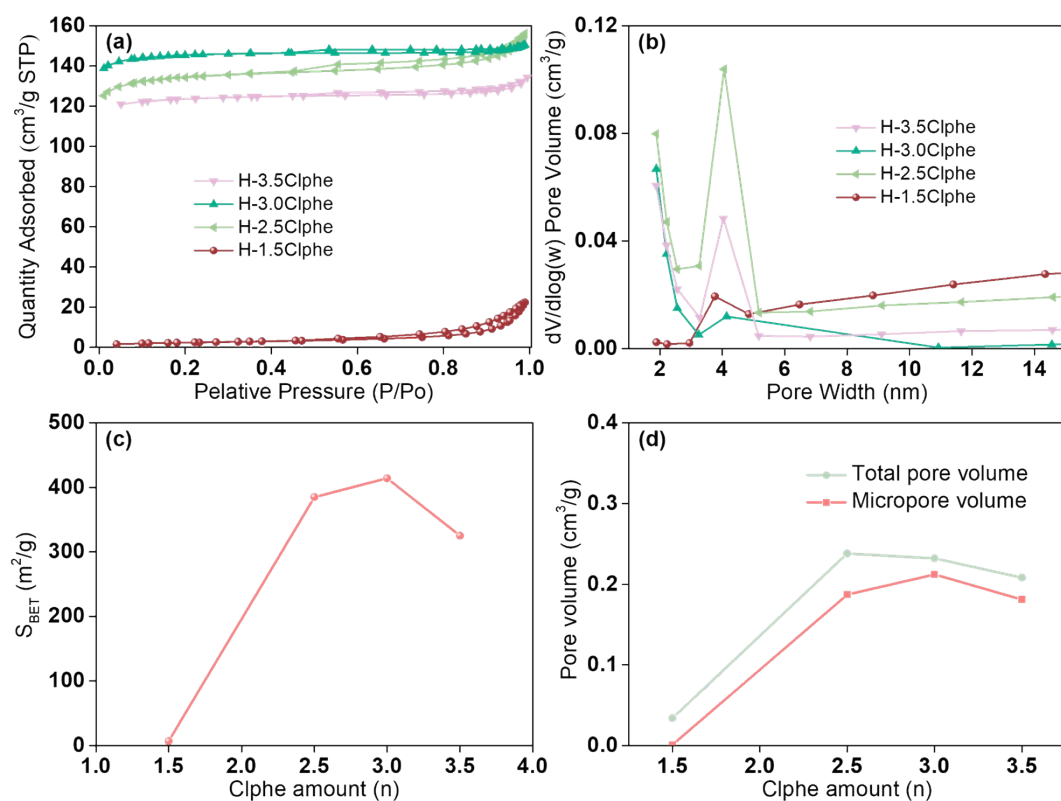 (a)
160
140
120
100
80
60
40
20
0
Quantity Adsorbed (cm³/g STP)
H-3.5Clphe
H-3.0Clphe
H-2.5Clphe
H-1.5Clphe
0.0 0.2 0.4 0.6 0.8 1.0
Pelative Pressure (P/Po)
(b)
0.12
0.08
0.04
0.00
dV/dlog(w) Pore Volume (cm³/g)
H-3.5Clphe
H-3.0Clphe
H-2.5Clphe
H-1.5Clphe
2 4 6 8 10 12 14
Pore Width (nm)
(c)
500
400
300
200
100
0
S_BET (m²/g)
1.0 1.5 2.0 2.5 3.0 3.5 4.0
Clphe amount (n)
(d)
0.4
0.3
0.2
0.1
0.0
Pore volume (cm³/g)
Total pore volume
Micropore volume
1.5 2.0 2.5 3.0 3.5
Clphe amount (n)